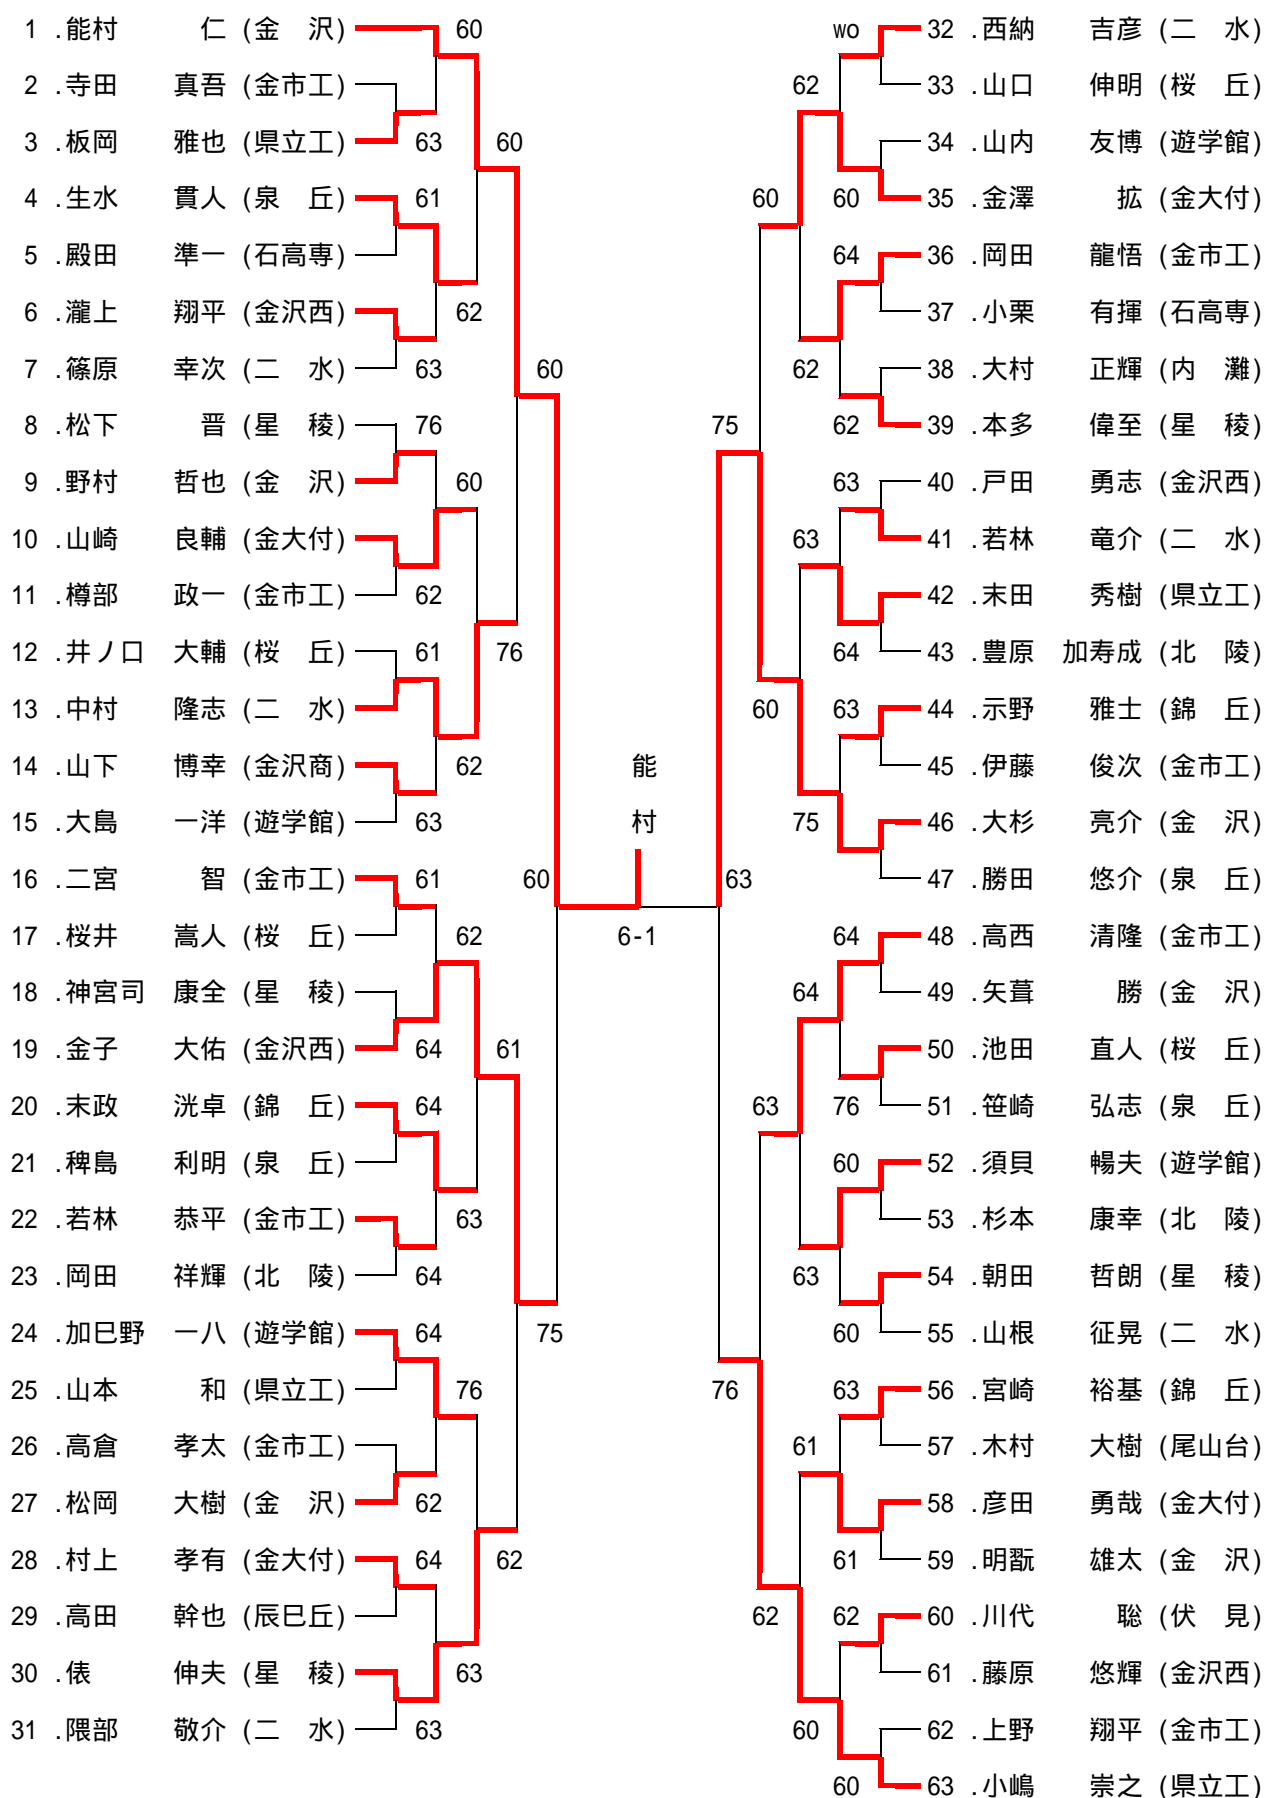 1 .能村 仁 (金 沢) 60
2 .寺田 真吾 (金市工)
3 .板岡 雅也 (県立工) 63 60
4 .生水 貫人 (泉 丘) 61
5 .殿田 準一 (石高専)
6 .瀧上 翔平 (金沢西) 62
7 .篠原 幸次 (二 水) 63 60
8 .松下 晋 (星 稜) 76
9 .野村 哲也 (金 沢) 60
10 .山崎 良輔 (金大付)
11 .樽部 政一 (金市工) 62
12 .井ノ口 大輔 (桜 丘) 61 76
13 .中村 隆志 (二 水)
14 .山下 博幸 (金沢商) 62
15 .大島 一洋 (遊学館) 63
16 .二宮 智 (金市工) 61 60
17 .桜井 嵩人 (桜 丘) 62
18 .神宮司 康全 (星 稜)
19 .金子 大佑 (金沢西) 64 61
20 .末政 洸卓 (錦 丘) 64
21 .稗島 利明 (泉 丘)
22 .若林 恭平 (金市工) 63
23 .岡田 祥輝 (北 陵) 64
24 .加巳野 一八 (遊学館) 64 75
25 .山本 和 (県立工) 76
26 .高倉 孝太 (金市工)
27 .松岡 大樹 (金 沢) 62
28 .村上 孝有 (金大付) 64 62
29 .高田 幹也 (辰巳丘)
30 .俵 伸夫 (星 稜) 63
31 .隈部 敬介 (二 水) 63
能
村
6-1
wo 32 .西納 吉彦 (二 水)
62 33 .山口 伸明 (桜 丘)
34 .山内 友博 (遊学館)
60 60 35 .金澤 拡 (金大付)
64 36 .岡田 龍悟 (金市工)
37 .小栗 有揮 (石高専)
62 38 .大村 正輝 (内 灘)
75 62 39 .本多 偉至 (星 稜)
63 40 .戸田 勇志 (金沢西)
63 41 .若林 竜介 (二 水)
42 .末田 秀樹 (県立工)
64 43 .豊原 加寿成 (北 陵)
60 63 44 .示野 雅士 (錦 丘)
45 .伊藤 俊次 (金市工)
75 46 .大杉 亮介 (金 沢)
63 47 .勝田 悠介 (泉 丘)
64 48 .高西 清隆 (金市工)
64 49 .矢葺 勝 (金 沢)
50 .池田 直人 (桜 丘)
63 76 51 .笹崎 弘志 (泉 丘)
60 52 .須貝 暢夫 (遊学館)
53 .杉本 康幸 (北 陵)
63 54 .朝田 哲朗 (星 稜)
60 55 .山根 征晃 (二 水)
76 63 56 .宮崎 裕基 (錦 丘)
61 57 .木村 大樹 (尾山台)
58 .彦田 勇哉 (金大付)
61 59 .明翫 雄太 (金 沢)
62 62 60 .川代 聡 (伏 見)
61 .藤原 悠輝 (金沢西)
60 62 .上野 翔平 (金市工)
60 63 .小嶋 崇之 (県立工)